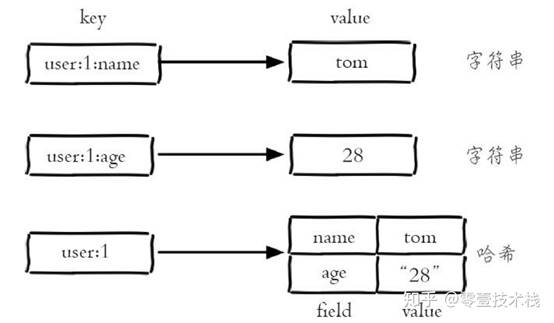 key value
user:1:name tom 字符串
user:1:age 28 字符串
user:1 name tom 哈希
age “28”
field value
知乎 @零壹技术栈